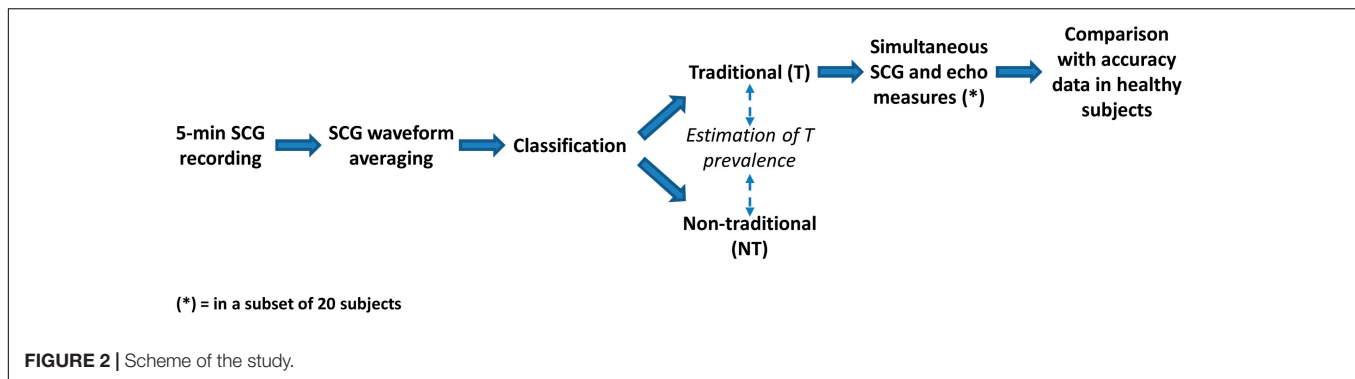 5-min SCG
recording
SCG waveform
averaging
Classification
Traditional (T)
Estimation of T
prevalence
Non-traditional
(NT)
Simultaneous
SCG and echo
measures (*)
Comparison
with accuracy
data in healthy
subjects
(*) = in a subset of 20 subjects
FIGURE 2 | Scheme of the study.